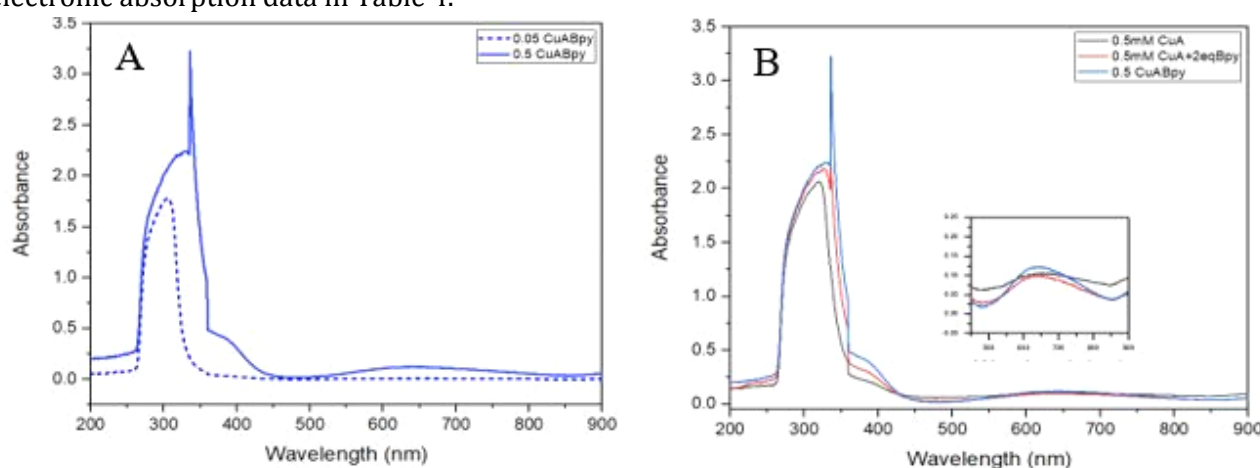 electronic absorption data in Table 4.
A
0.05 CuABpy
0.5 CuABpy
3.5
3.0
2.5
2.0
1.5
1.0
0.5
0.0
Absorbance
200 300 400 500 600 700 800 900
Wavelength (nm)
B
0.5mM CuA
0.5mM CuA+2eqBpy
0.5 CuABpy
3.5
3.0
2.5
2.0
1.5
1.0
0.5
0.0
Absorbance
200 300 400 500 600 700 800 900
Wavelength (nm)